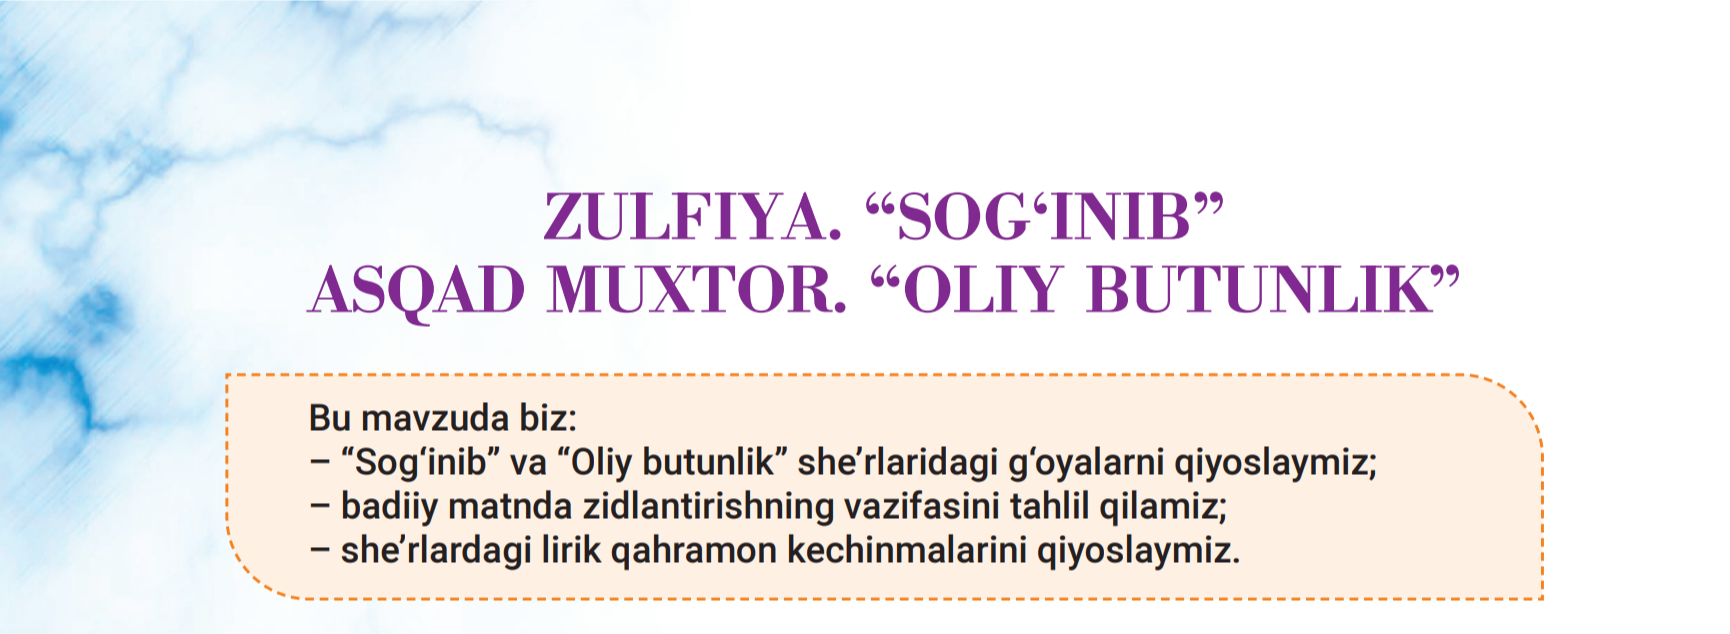 ZULFIYA. “SOG‘INIB”
ASQAD MUXTOR. “OLIY BUTUNLIK”
Bu mavzuda biz:
– “Sog‘inib” va “Oliy butunlik” she’rlaridagi g‘oyalarni qiyoslaymiz;
– badiiy matnda zidlantirishning vazifasini tahlil qilamiz;
– she’rlardagi lirik qahramon kechinmalarini qiyoslaymiz.